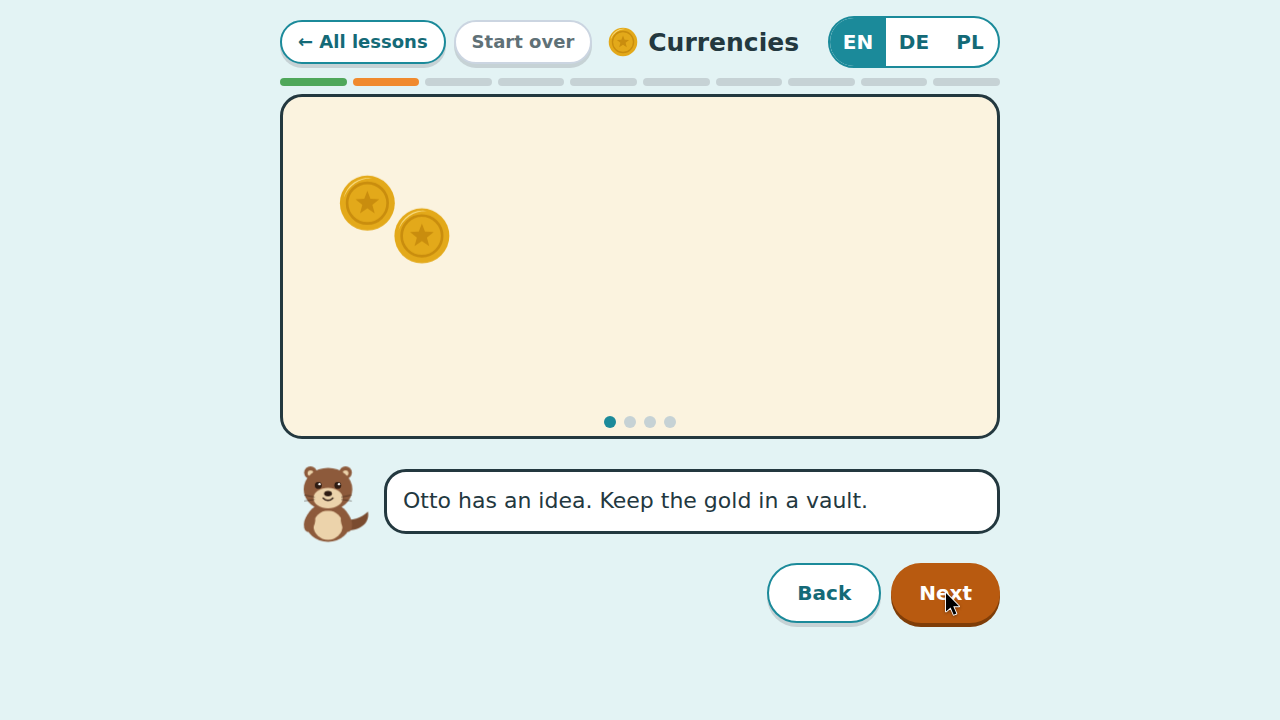 ← All lessons
Start over
Currencies
EN
DE
PL
Otto has an idea. Keep the gold in a vault.
Back
Next